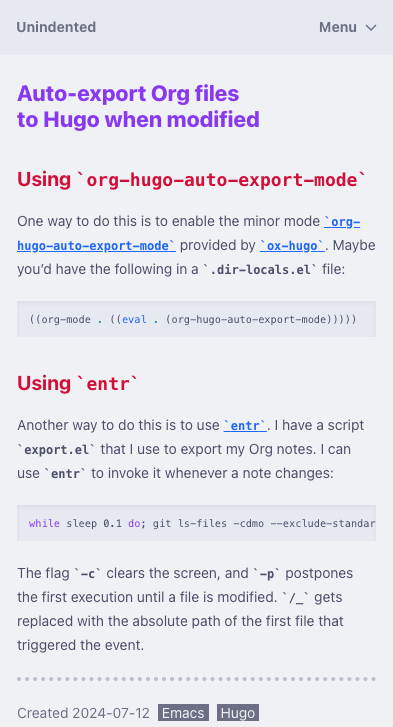 Unindented
Menu
Auto-export Org files
to Hugo when modified
Using `org-hugo-auto-export-mode`
One way to do this is to enable the minor mode `org-
hugo-auto-export-mode` provided by `ox-hugo`. Maybe
you’d have the following in a `.dir-locals.el` file:
((org-mode . ((eval . (org-hugo-auto-export-mode)))))
Using `entr`
Another way to do this is to use `entr`. I have a script
`export.el` that I use to export my Org notes. I can
use `entr` to invoke it whenever a note changes:
while sleep 0.1 do; git ls-files -cdmo --exclude-standar
The flag `-c` clears the screen, and `-p` postpones
the first execution until a file is modified. `/_` gets
replaced with the absolute path of the first file that
triggered the event.
Created 2024-07-12 Emacs Hugo